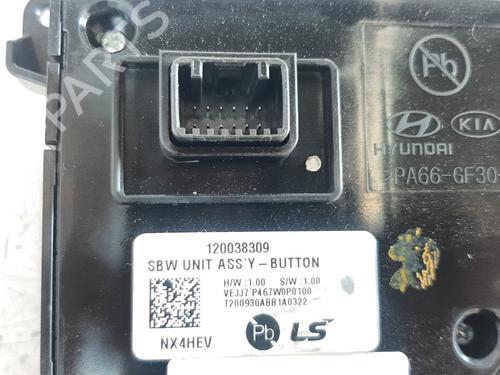 PARTS
Pb
HYUNDAI KIA
>PA66-GF30
120038309
SBW UNIT ASS'Y-BUTTON
H/W :1.00 S/W :1.00
VEJJ7 P467W0P0100
T200930ABB1A0322
NX4HEV Pb LS